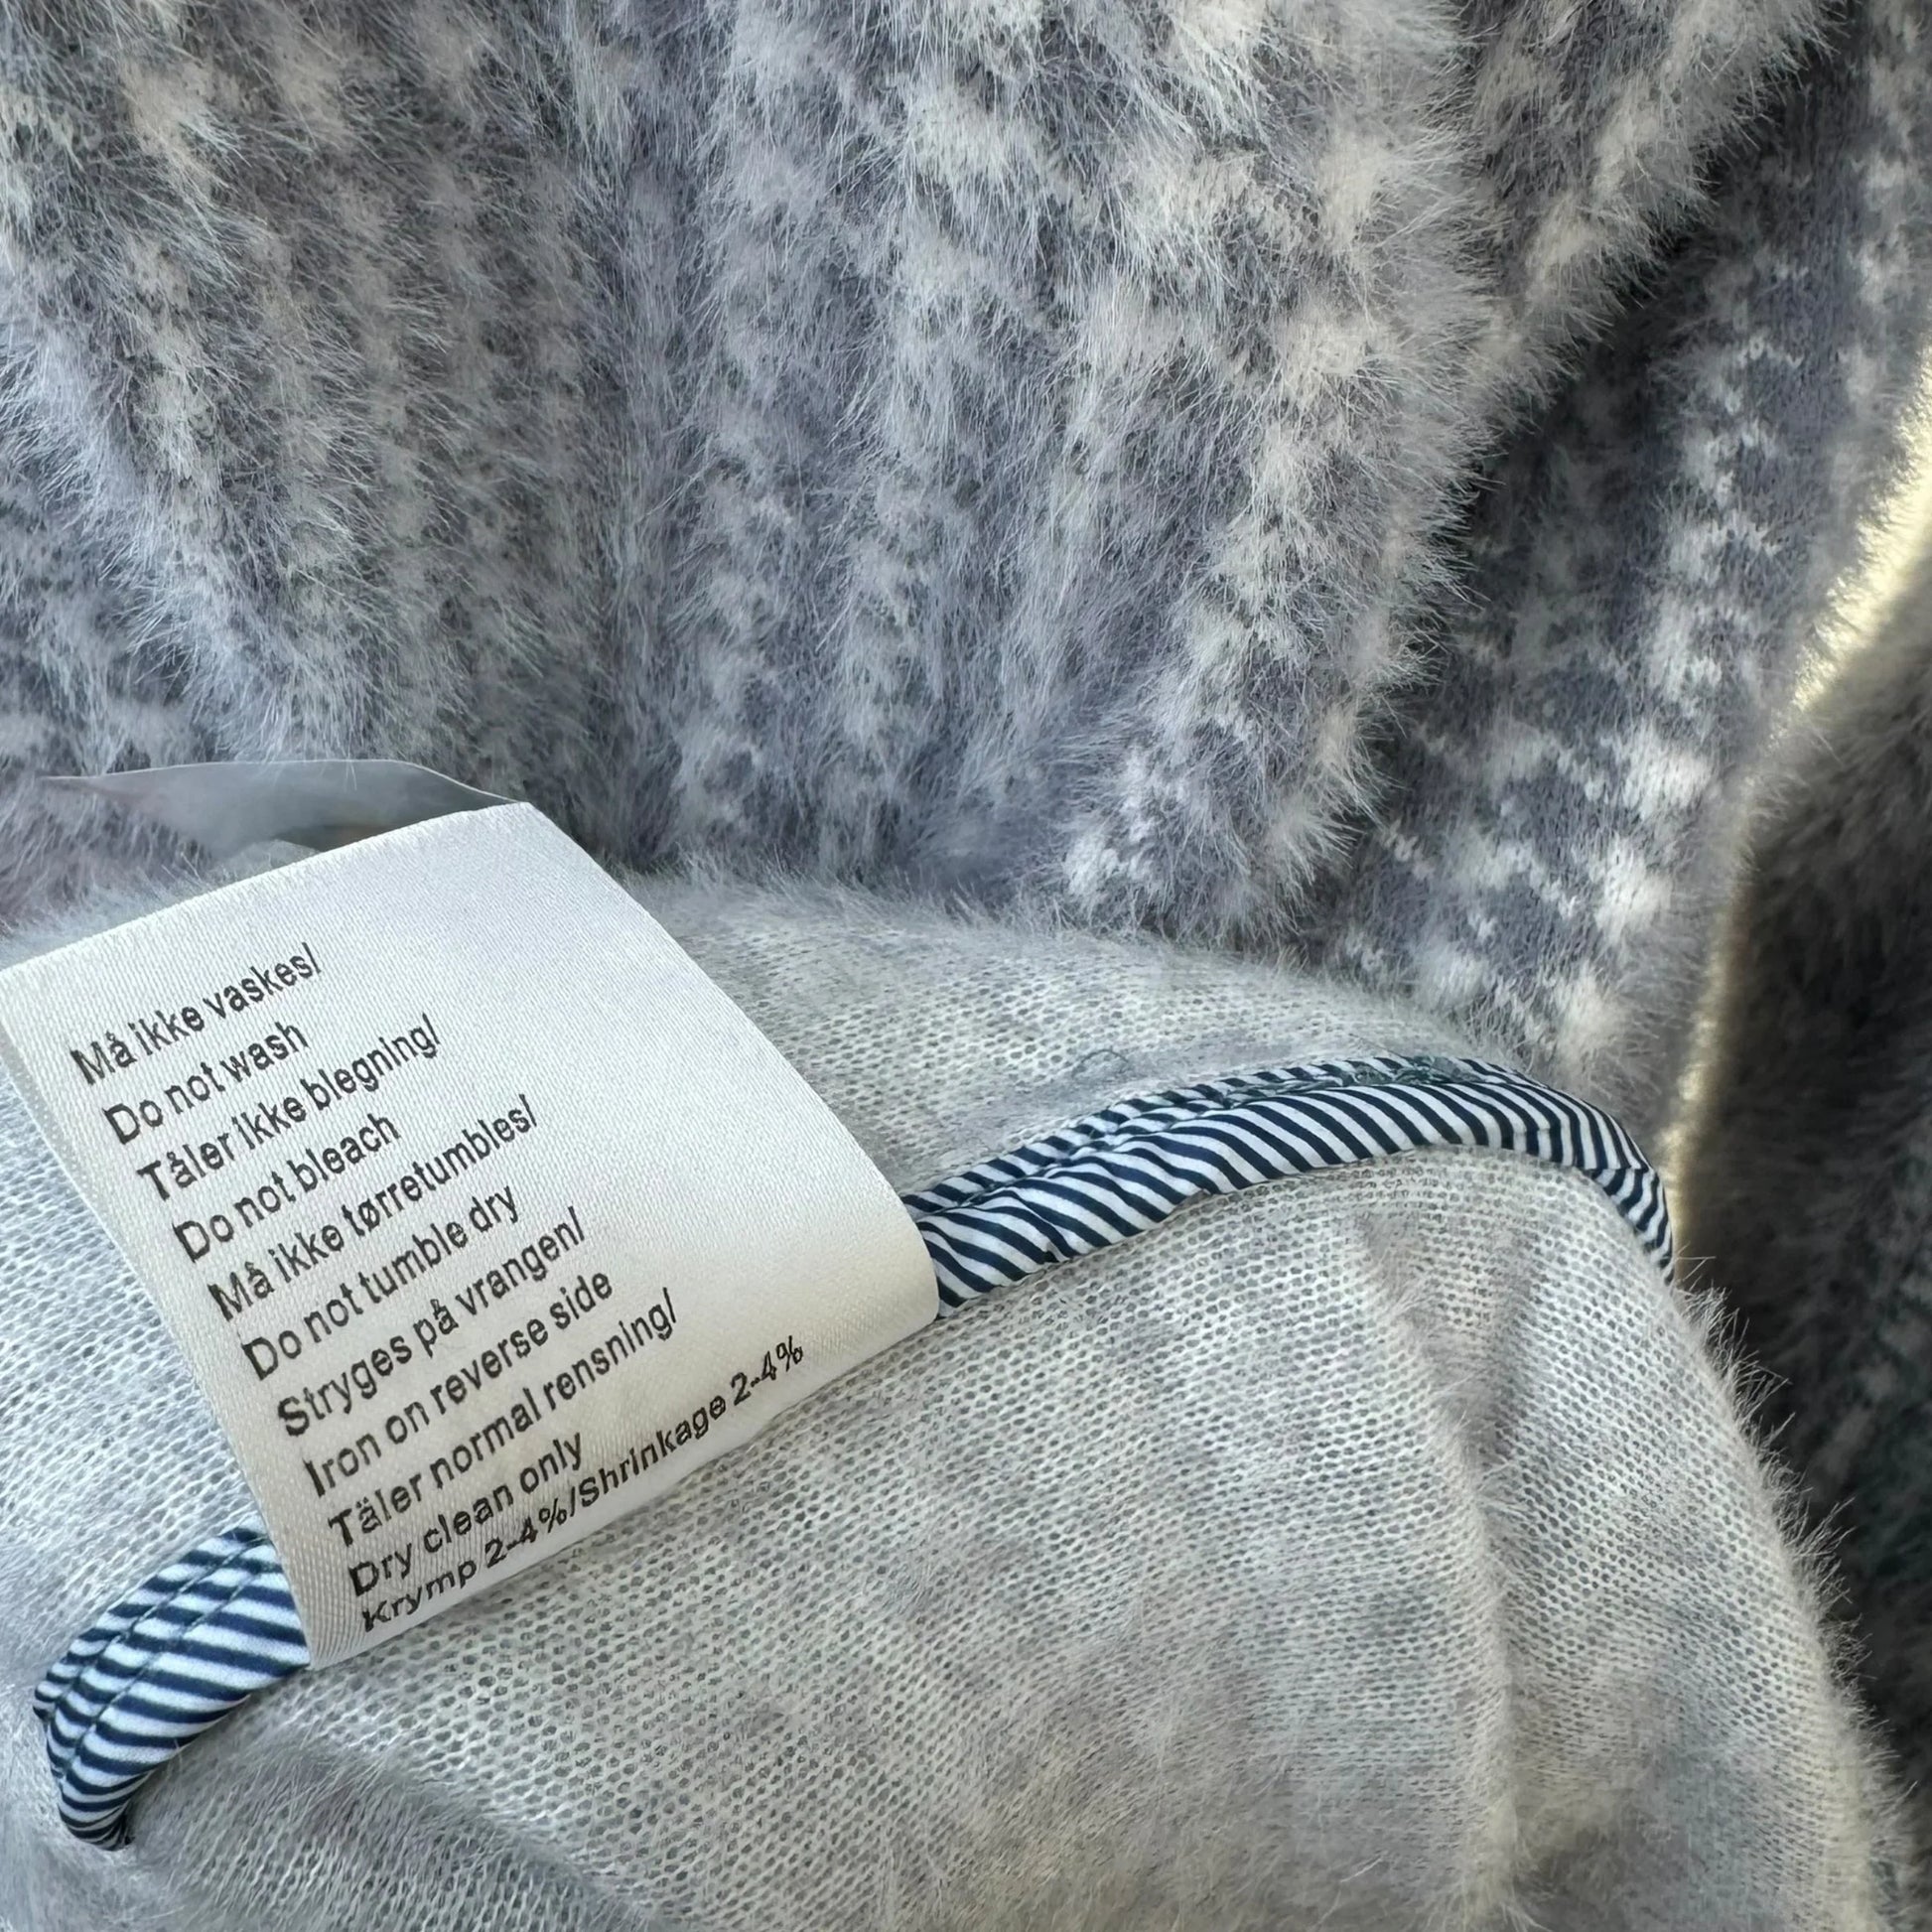 Må ikke vaskes/
Do not wash
Tåler ikke blegning/
Do not bleach
Må ikke tørretumbles/
Do not tumble dry
Stryges på vrangen/
Iron on reverse side
Täler normal rensning/
Dry clean only
Krymp 2-4%/Shrinkage 2-4%